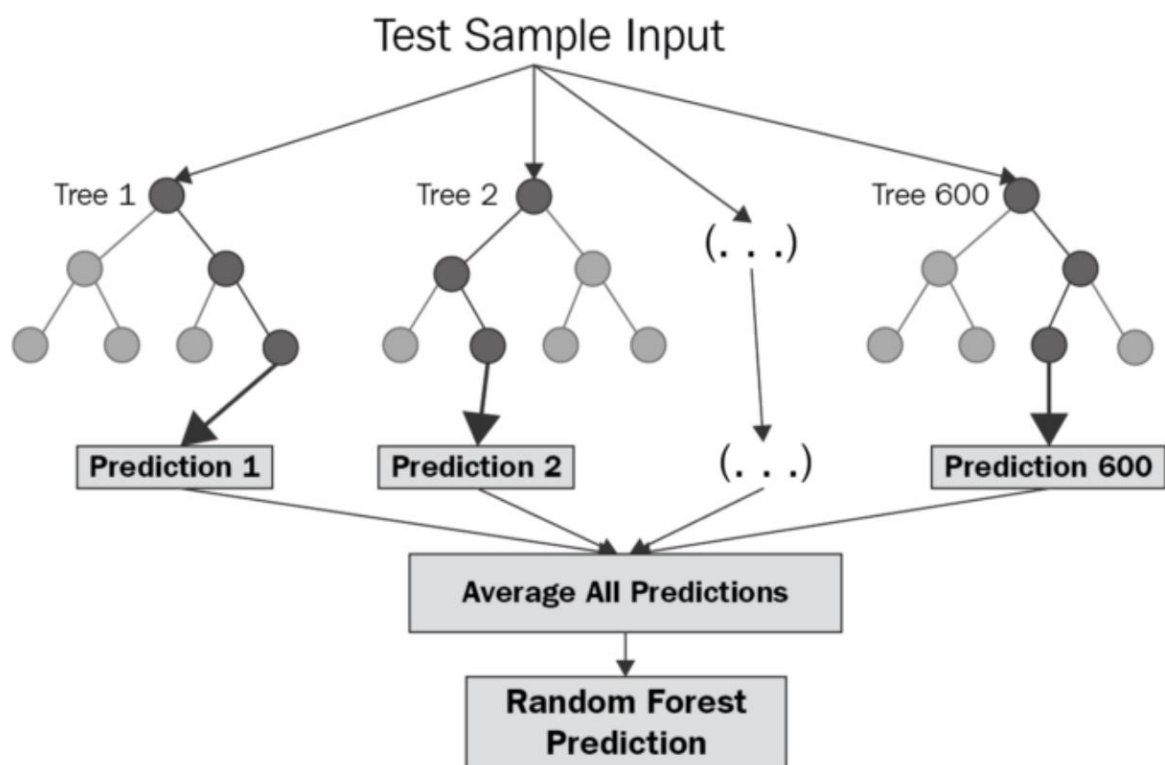 Test Sample Input
Tree 1
Tree 2
Tree 600
(. . .)
Prediction 1
Prediction 2
(. . .)
Prediction 600
Average All Predictions
Random Forest
Prediction